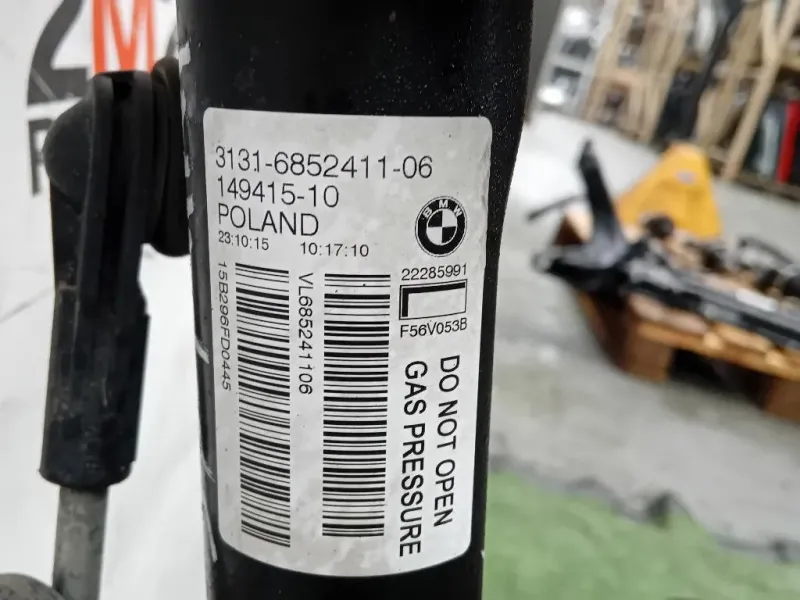 2M
3131-6852411-06
149415-10
POLAND
23:10:15 10:17:10
BMW
22285991
F56V053B
15B296FD0445
VL685241106
DO NOT OPEN
GAS PRESSURE